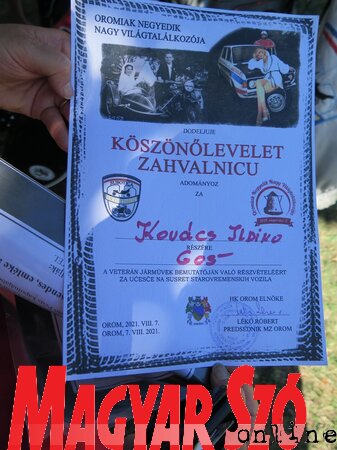 OROMIAK NEGYEDIK
NAGY VILÁGTALÁLKOZÓJA
DODELJUJE
KÖSZÖNŐLEVELET
ZAHVALNICU
ADOMÁNYOZ
ZA
Kovács Ildiko
RÉSZÉRE
Gos-
A VETERÁN JÁRMŰVEK BEMUTATÓJÁN VALÓ RÉSZVÉTELÉÉRT
ZA UČEŠĆE NA SUSRET STAROVREMENSKIH VOZILA
OROM, 2021. VIII. 7.
OROM, 7. VIII. 2021.
HK OROM ELNÖKE
LÉKÓ RÓBERT
PREDSEDNIK MZ OROM
MAGYAR SZÓ
online